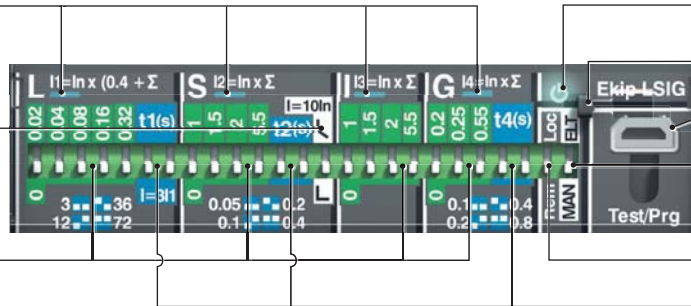 L I1=In x (0.4 + Σ
S I2=In x Σ
I I3=In x Σ
G I4=In x Σ
Ekip LSIG
I=10In
0.02 0.04 0.08 0.16 0.32 t1(s)
1 1.5 2 5.5 t2(s)
1 1.5 2 5.5
0.2 0.25 0.55 t4(s)
Loc ELT
0 I=3I1
0 L
0
0
Rem MAN
3 36
12 72
0.05 0.2
0.1 0.4
0.1 0.4
0.2 0.8
Test/Prg